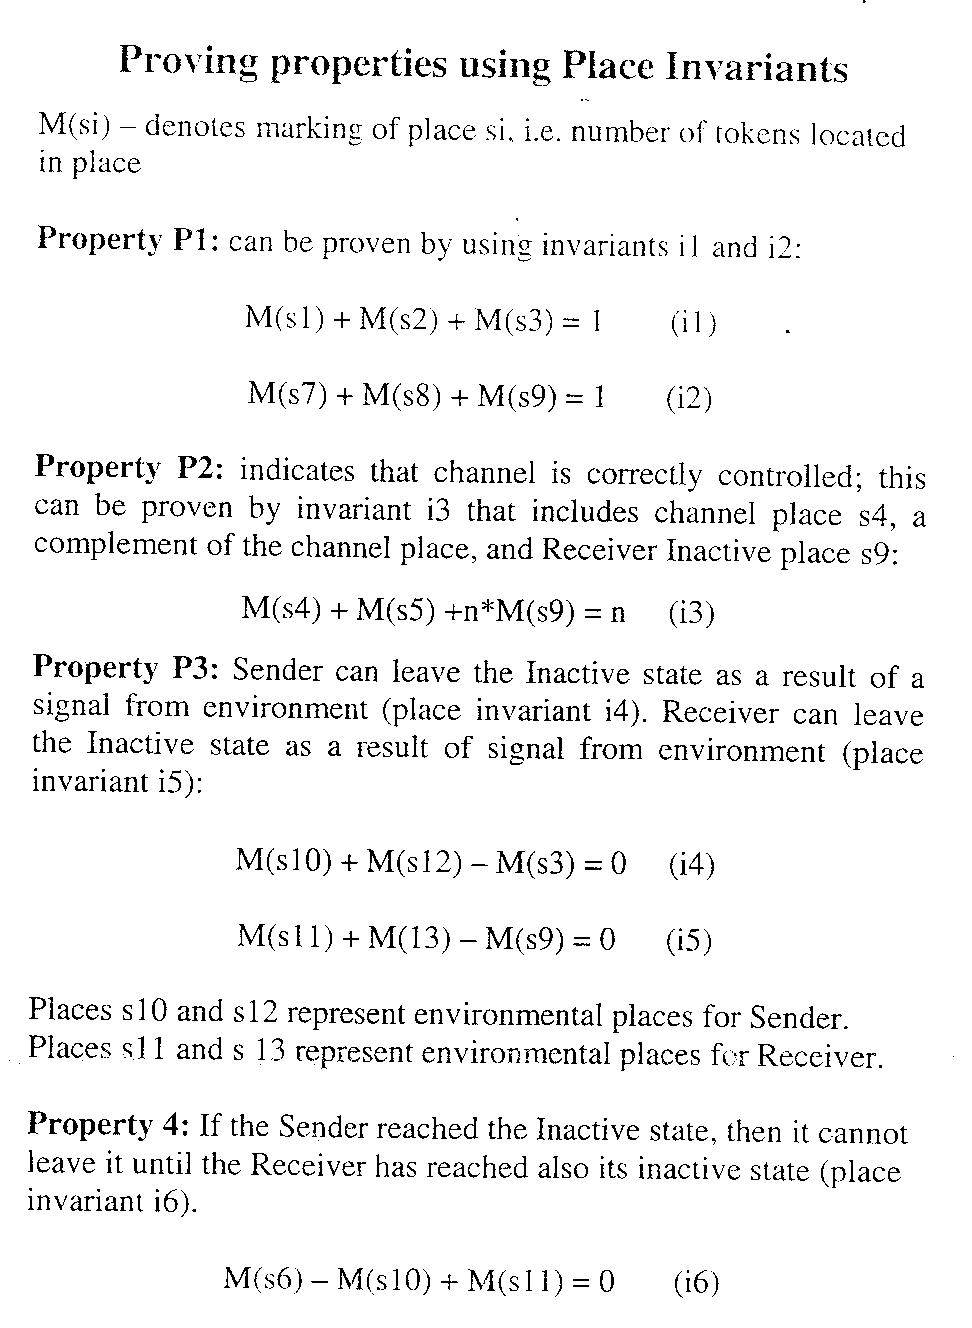 Proving properties using Place Invariants
M(si) – denotes marking of place si, i.e. number of tokens located
in place
Property P1: can be proven by using invariants i1 and i2:
M(s1) + M(s2) + M(s3) = 1 (i1)
M(s7) + M(s8) + M(s9) = 1 (i2)
Property P2: indicates that channel is correctly controlled; this
can be proven by invariant i3 that includes channel place s4, a
complement of the channel place, and Receiver Inactive place s9:
M(s4) + M(s5) +n*M(s9) = n (i3)
Property P3: Sender can leave the Inactive state as a result of a
signal from environment (place invariant i4). Receiver can leave
the Inactive state as a result of signal from environment (place
invariant i5):
M(s10) + M(s12) – M(s3) = 0 (i4)
M(s11) + M(13) – M(s9) = 0 (i5)
Places s10 and s12 represent environmental places for Sender.
Places s11 and s 13 represent environmental places for Receiver.
Property 4: If the Sender reached the Inactive state, then it cannot
leave it until the Receiver has reached also its inactive state (place
invariant i6).
M(s6) – M(s10) + M(s11) = 0 (i6)